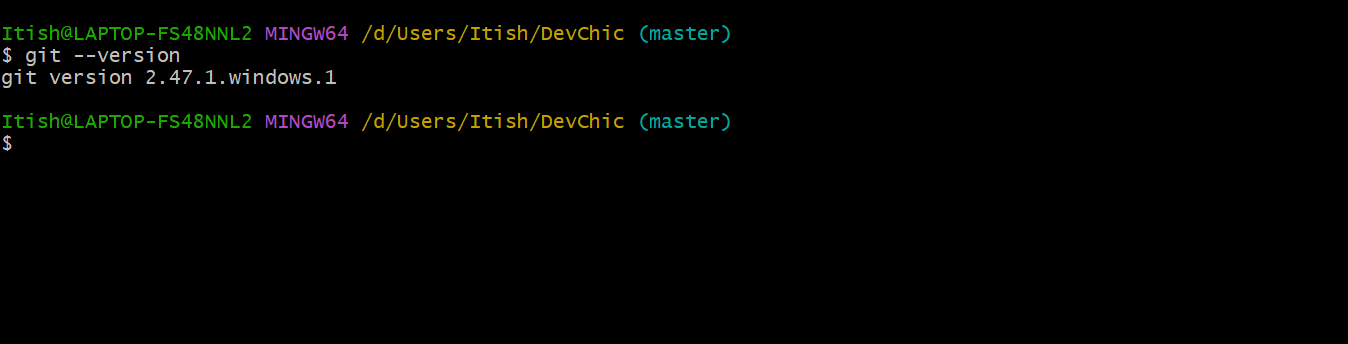 Itish@LAPTOP-FS48NNL2 MINGW64 /d/Users/Itish/DevChic (master)
$ git --version
git version 2.47.1.windows.1
Itish@LAPTOP-FS48NNL2 MINGW64 /d/Users/Itish/DevChic (master)
$